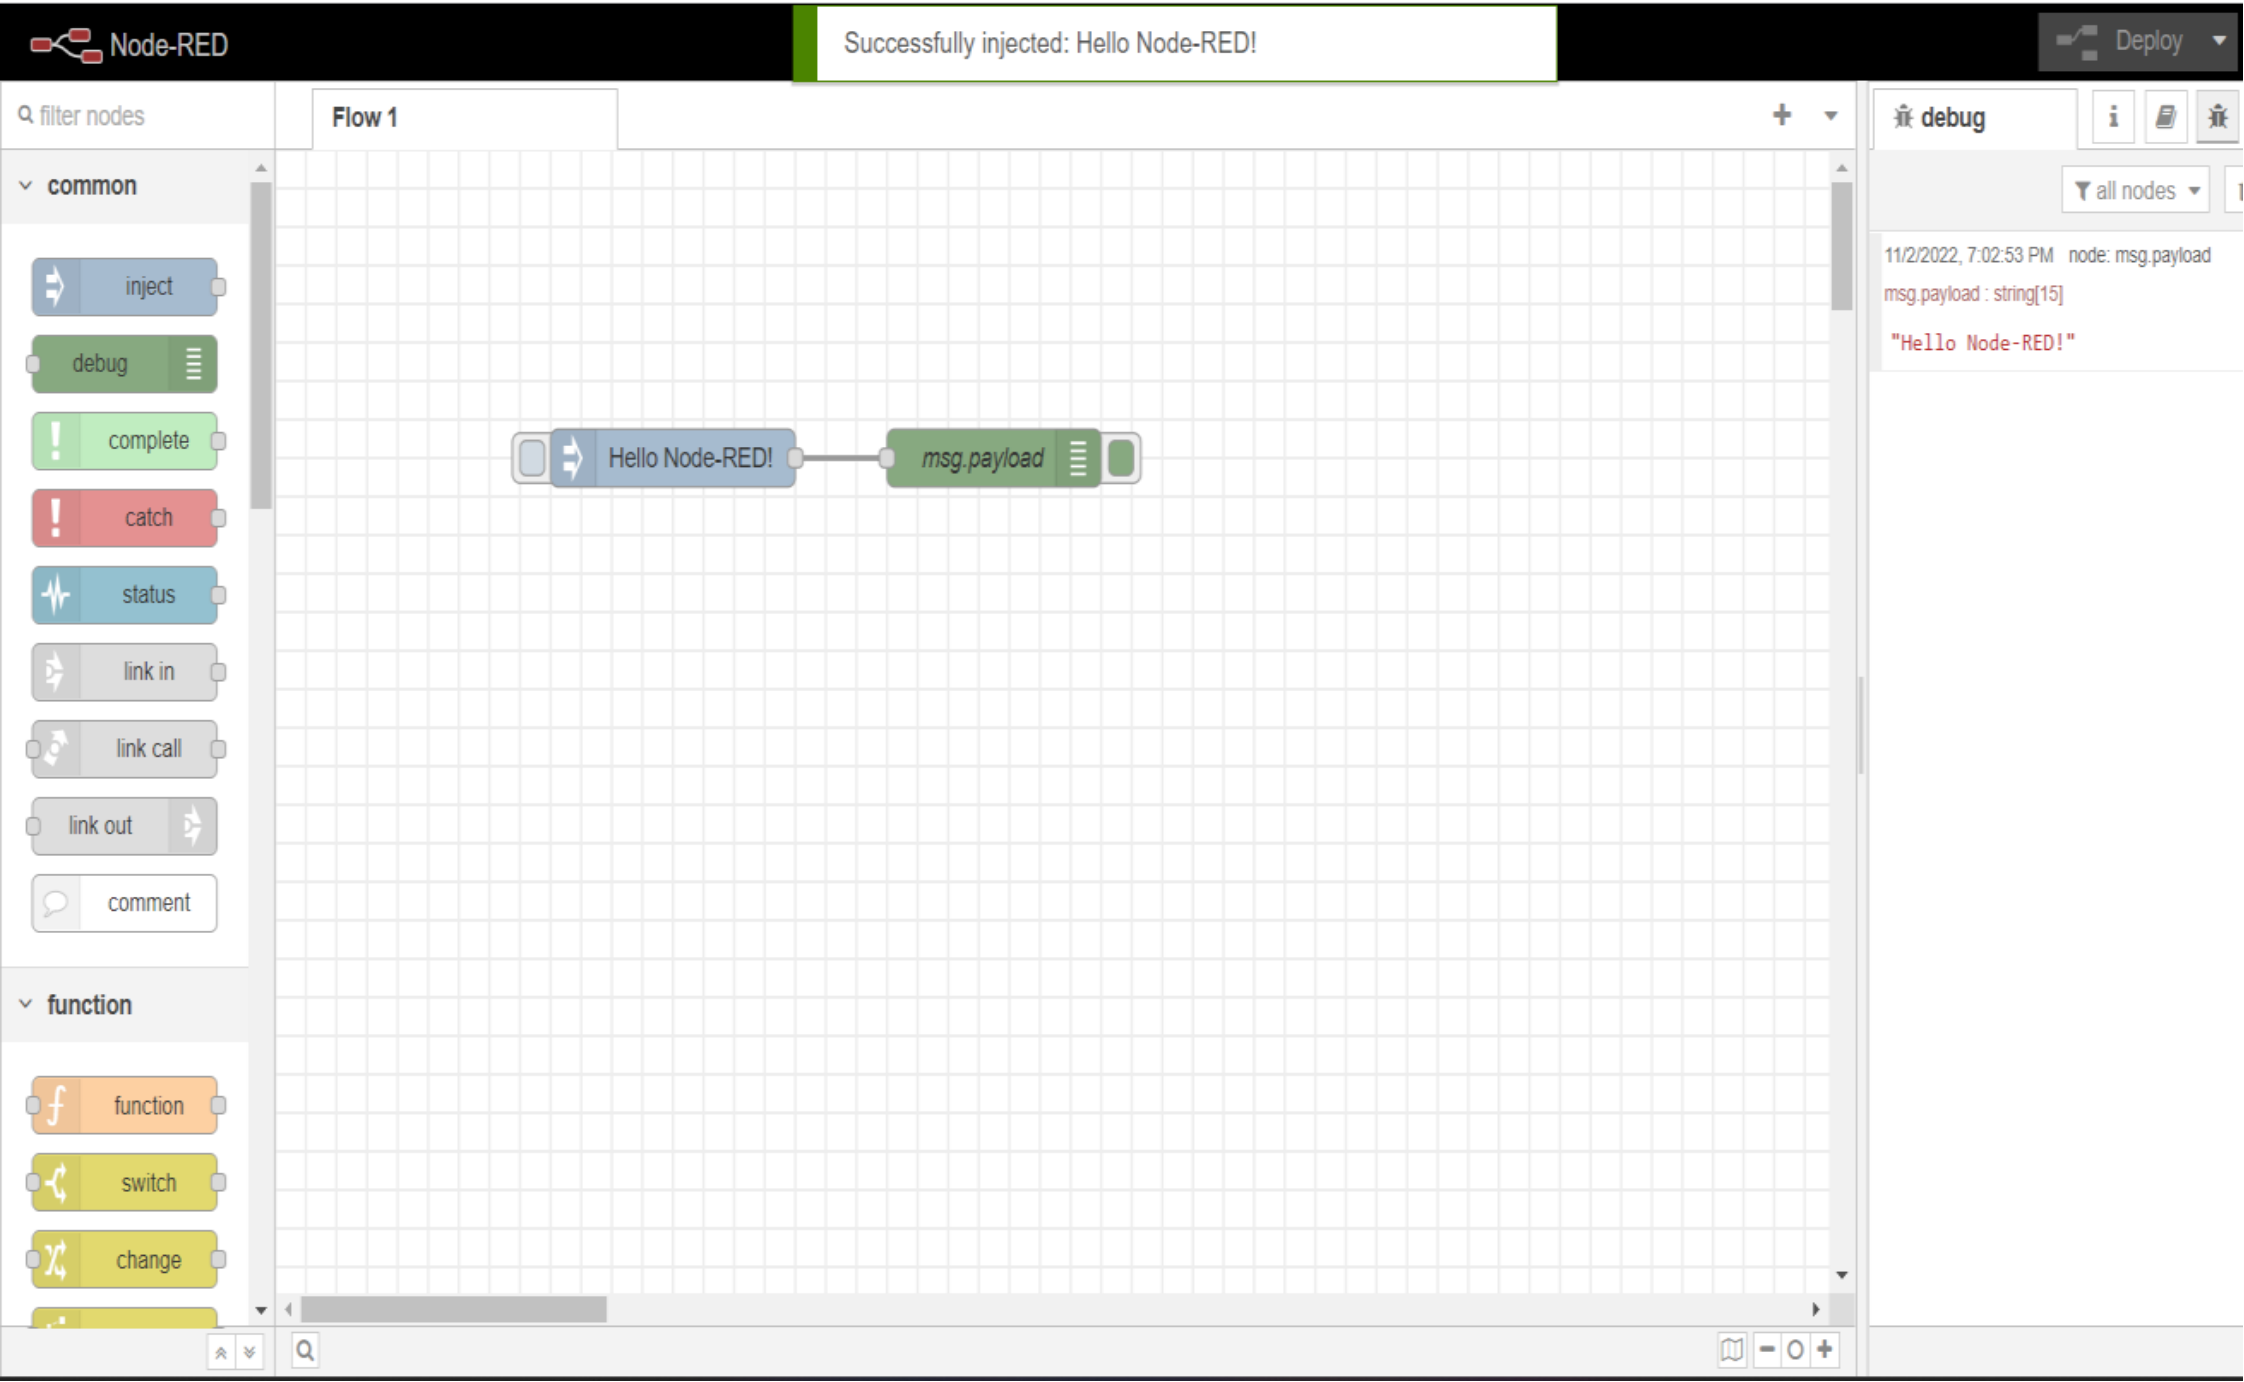 Node-RED
Successfully injected: Hello Node-RED!
Deploy
filter nodes
Flow 1
debug
all nodes
common
11/2/2022, 7:02:53 PM node: msg.payload
msg.payload : string[15]
"Hello Node-RED!"
inject
debug
complete
catch
status
link in
link call
link out
comment
Hello Node-RED!
msg.payload
function
function
switch
change